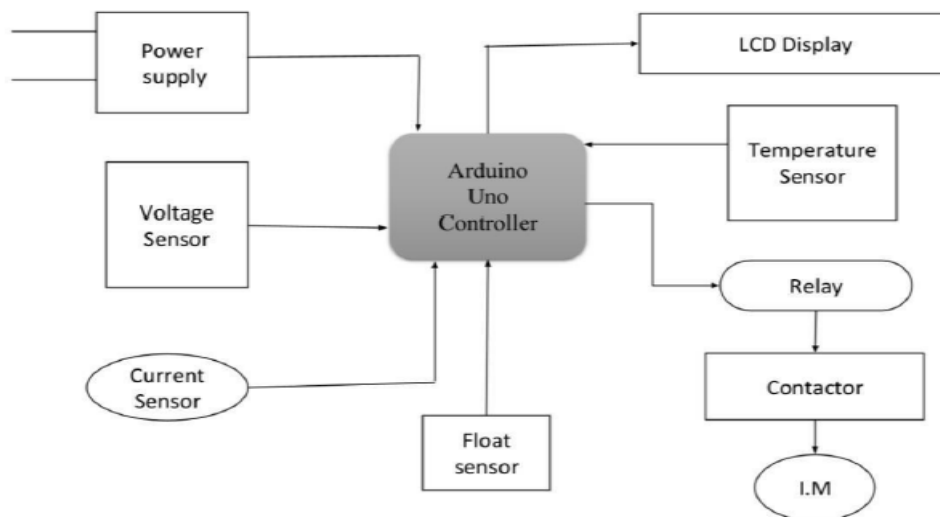 Power
supply
LCD Display
Arduino
Uno
Controller
Temperature
Sensor
Voltage
Sensor
Relay
Current
Sensor
Contactor
Float
sensor
I.M